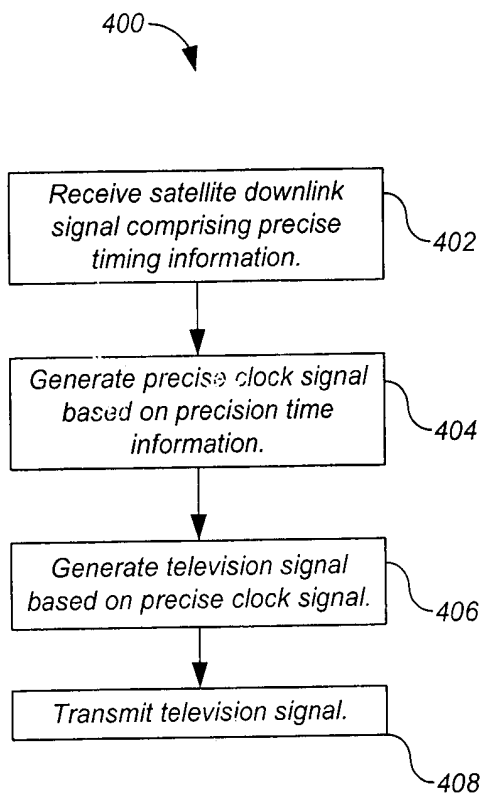 400
Receive satellite downlink
signal comprising precise
timing information.
402
Generate precise clock signal
based on precision time
information.
404
Generate television signal
based on precise clock signal.
406
Transmit television signal.
408